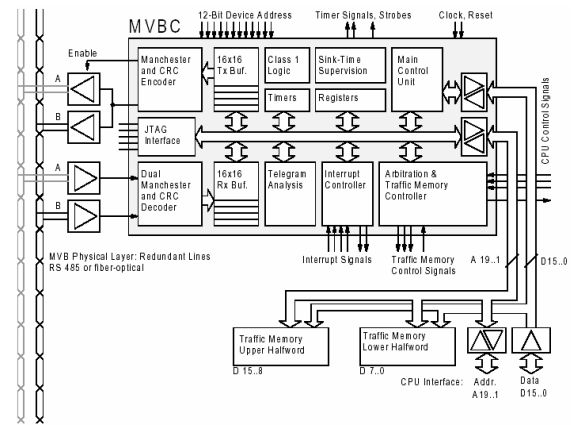 12-Bit Device Address
Timer Signals, Strobes
Clock, Reset
MVBC
Enable
A
B
A
B
Manchester
and CRC
Encoder
16x16
Tx Buf.
Class 1
Logic
Sink-Time
Supervision
Main
Control
Unit
Timers
Registers
JTAG
Interface
Dual
Manchester
and CRC
Decoder
16x16
Rx Buf.
Telegram
Analysis
Interrupt
Controller
Arbitration &
Traffic Memory
Controller
CPU Control Signals
MVB Physical Layer: Redundant Lines
RS 485 or fiber-optical
Interrupt Signals
Traffic Memory
Control Signals
A 19..1
D15..0
Traffic Memory
Upper Halfword
D 15..8
Traffic Memory
Lower Halfword
D 7..0
CPU Interface:
Addr.
A19..1
Data
D15..0